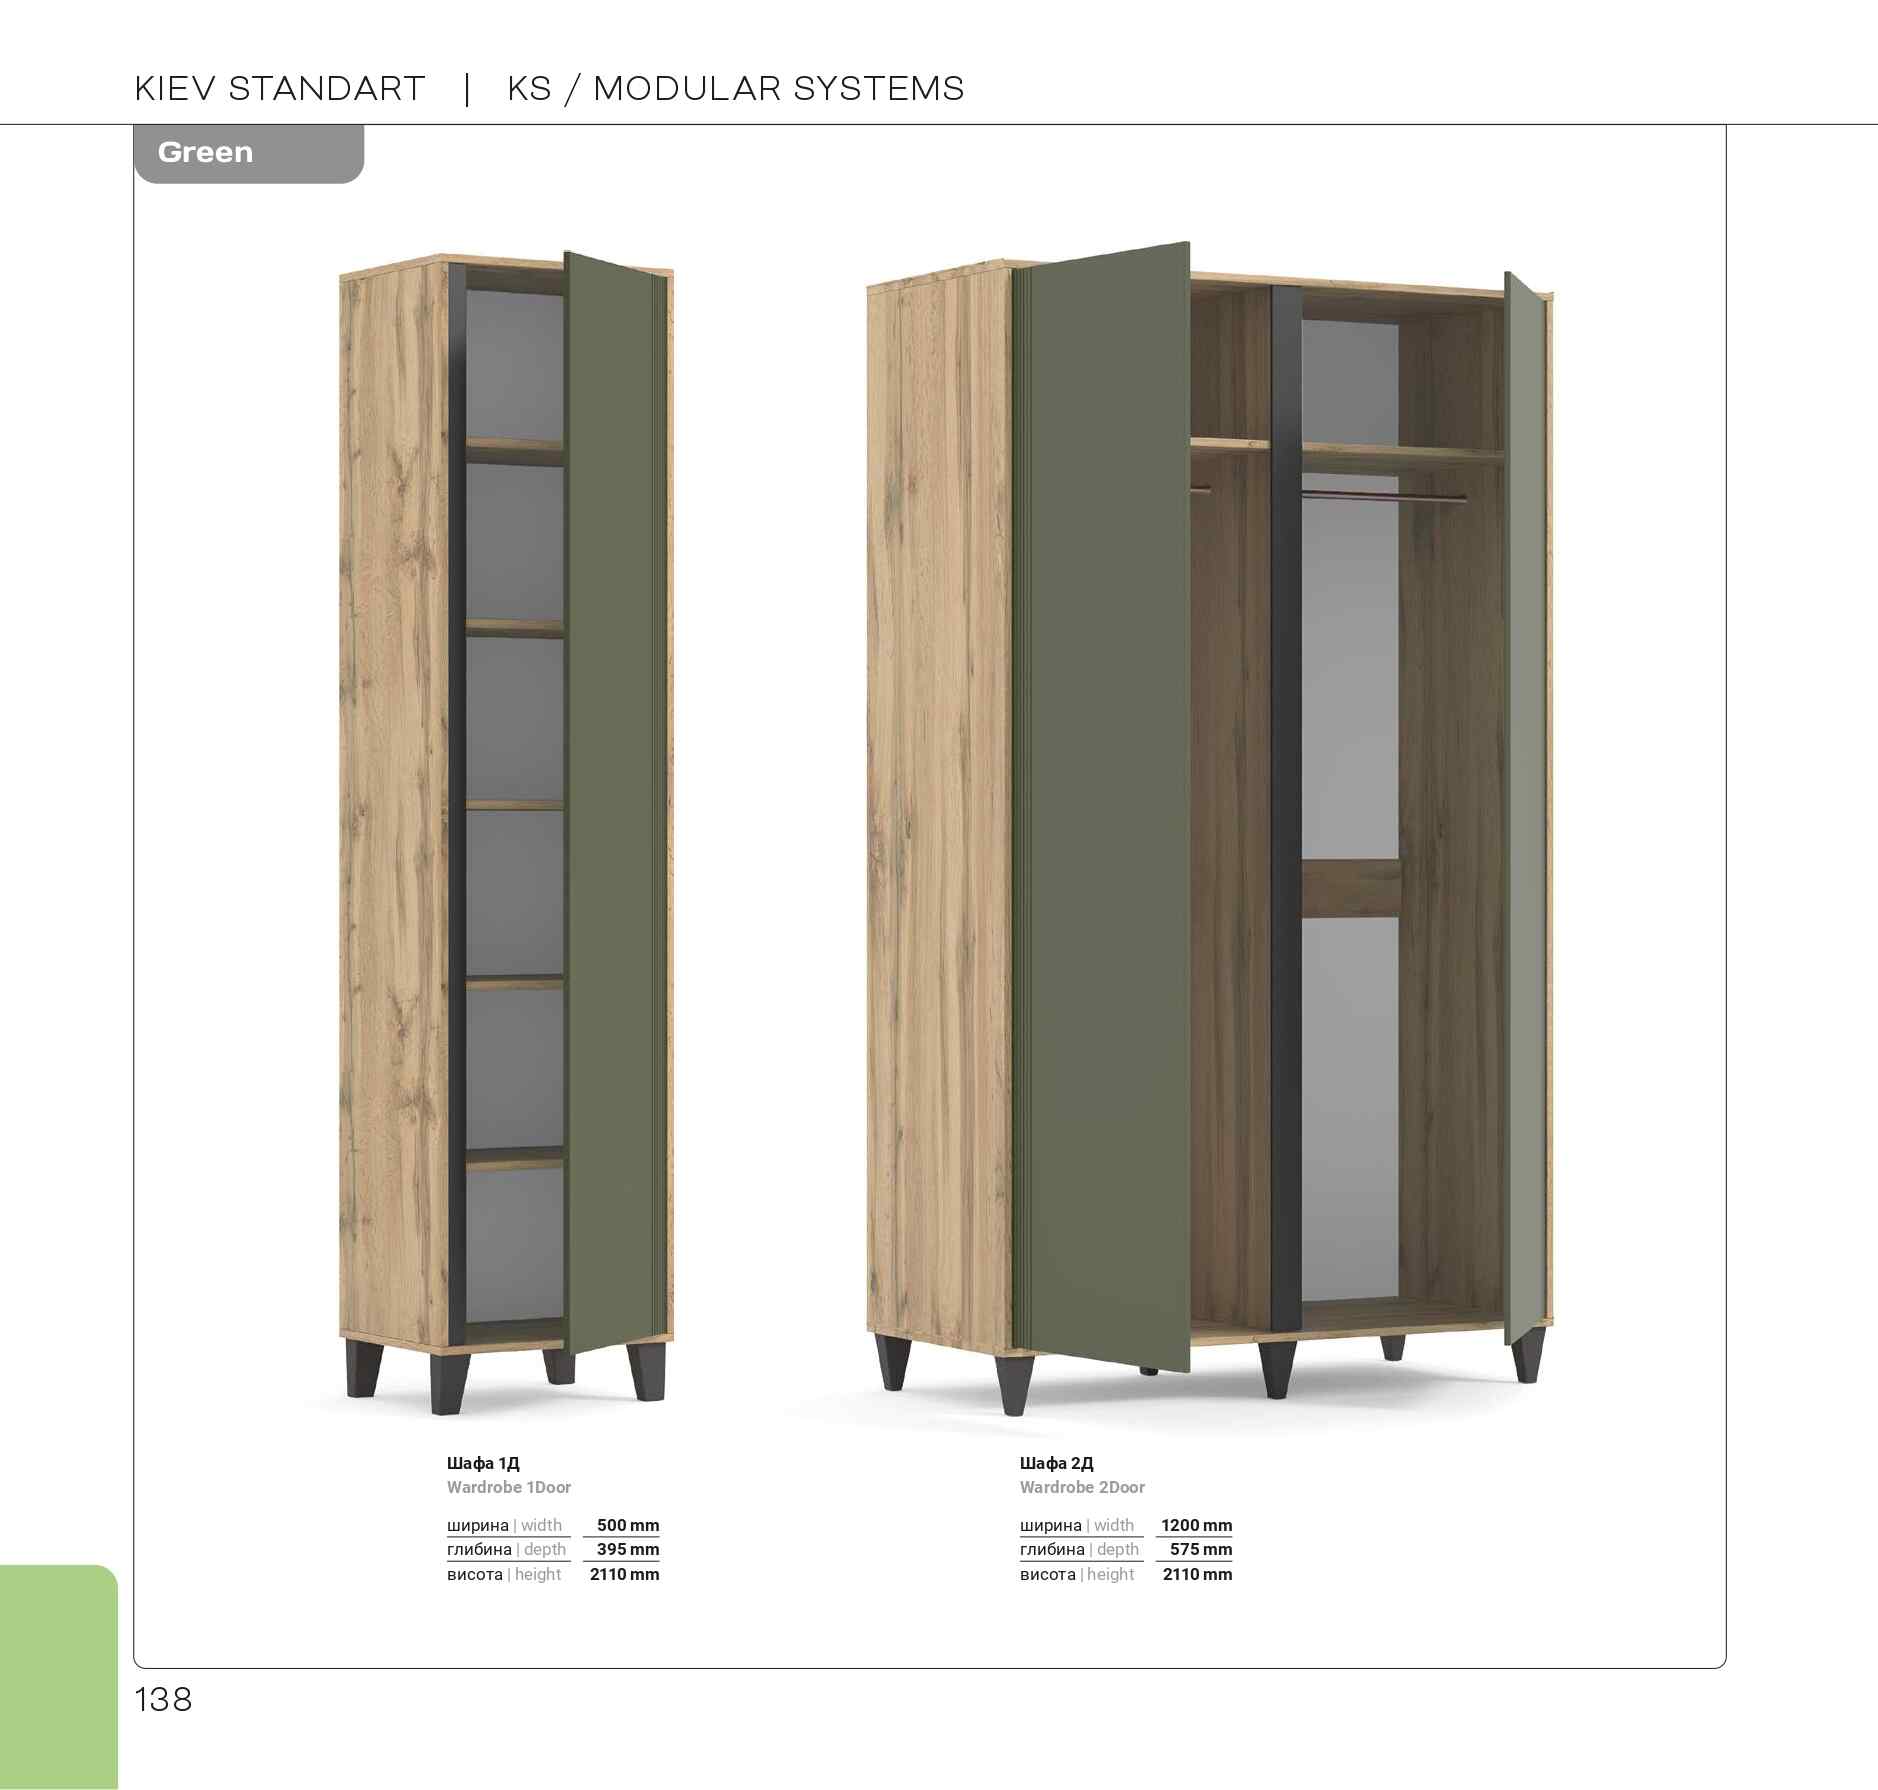 KIEV STANDART | KS / MODULAR SYSTEMS
Green
Шафа 1Д
Wardrobe 1Door
ширина | width 500 mm
глибина | depth 395 mm
висота | height 2110 mm
Шафа 2Д
Wardrobe 2Door
ширина | width 1200 mm
глибина | depth 575 mm
висота | height 2110 mm
138